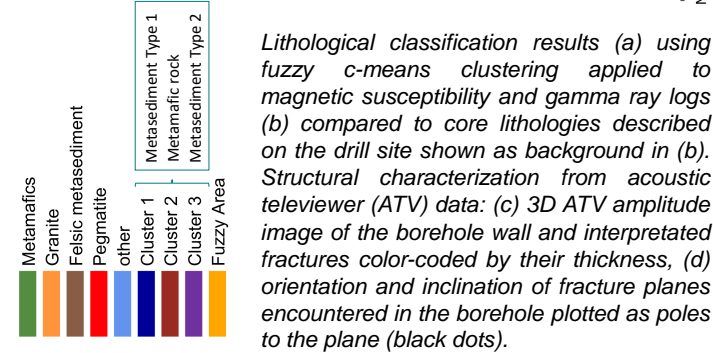 Metasediment Type 1
Metamafic rock
Metasediment Type 2
Metamafics
Granite
Felsic metasediment
Pegmatite
other
Cluster 1
Cluster 2
Cluster 3
Fuzzy Area
Lithological classification results (a) using
fuzzy c-means clustering applied to
magnetic susceptibility and gamma ray logs
(b) compared to core lithologies described
on the drill site shown as background in (b).
Structural characterization from acoustic
televiewer (ATV) data: (c) 3D ATV amplitude
image of the borehole wall and interpretated
fractures color-coded by their thickness, (d)
orientation and inclination of fracture planes
encountered in the borehole plotted as poles
to the plane (black dots).